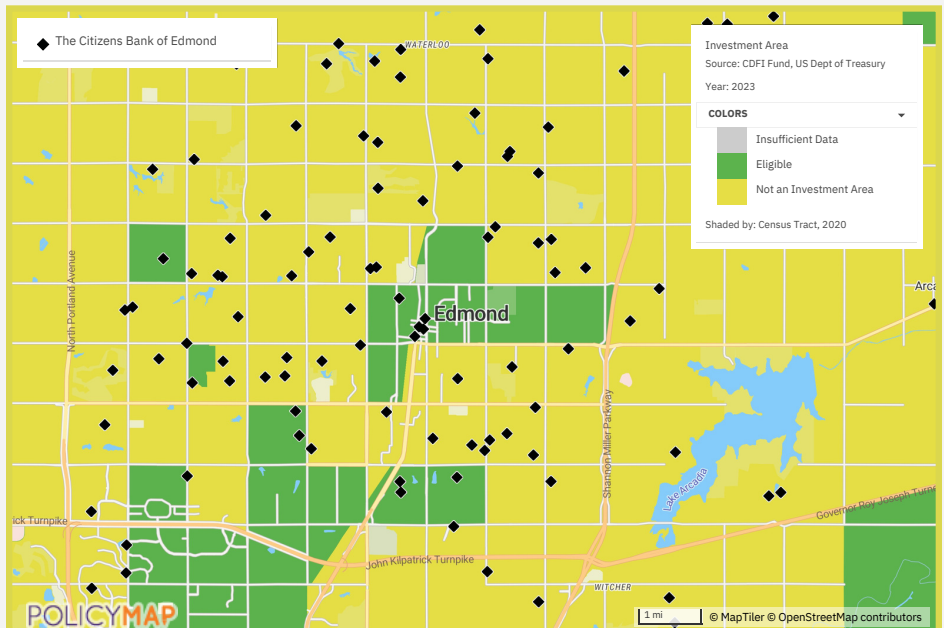 The Citizens Bank of Edmond
WATERLOO
Investment Area
Source: CDFI Fund, US Dept of Treasury
Year: 2023
COLORS
Insufficient Data
Eligible
Not an Investment Area
Shaded by: Census Tract, 2020
North Portland Avenue
Arca
Edmond
Shannon Miller Parkway
Lake Arcadia
ick Turnpike
Governor Roy Joseph Turne
John Kilpatrick Turnpike
WITCHER
POLICYMAP
1 mi
© MapTiler © OpenStreetMap contributors